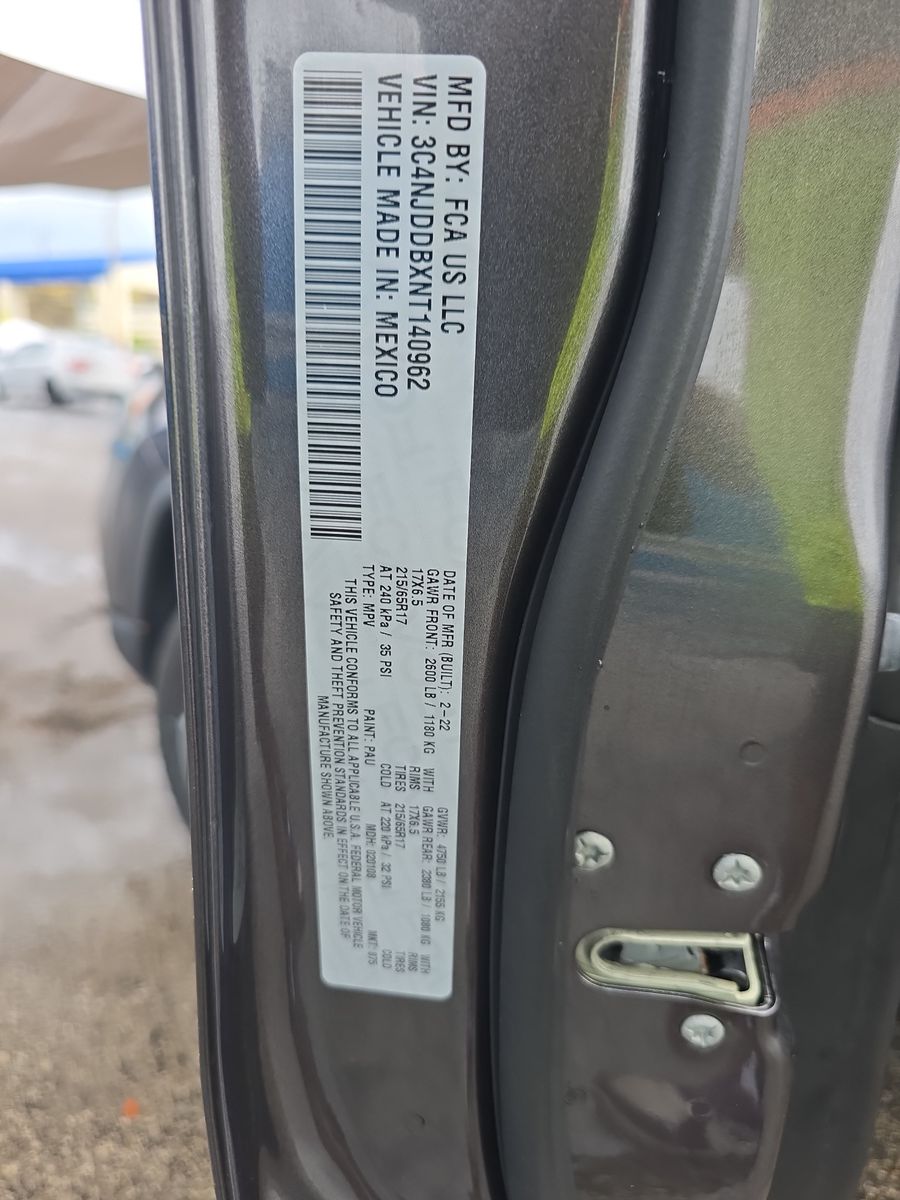 MFD BY: FCA US LLC
VIN: 3C4NJDDBXNT140962
VEHICLE MADE IN: MEXICO
DATE OF MFR (BUILT): 2-22 GVWR: 4750 LB / 2155 KG
GAWR FRONT: 2600 LB / 1180 KG WITH GAWR REAR: 2380 LB / 1080 KG WITH
17X6.5 RIMS 17X6.5 RIMS
215/65R17 TIRES 215/65R17 TIRES
AT 240 kPa / 35 PSI COLD AT 220 kPa / 32 PSI COLD
TYPE: MPV PAINT: PAU MDH: 020108 MKT: 075
THIS VEHICLE CONFORMS TO ALL APPLICABLE U.S.A. FEDERAL MOTOR VEHICLE
SAFETY AND THEFT PREVENTION STANDARDS IN EFFECT ON THE DATE OF
MANUFACTURE SHOWN ABOVE.